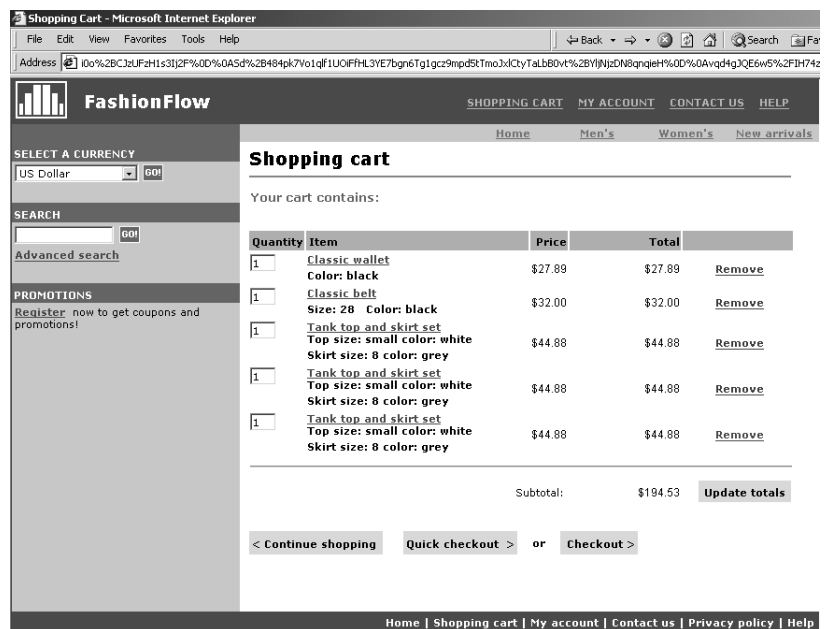 Shopping Cart - Microsoft Internet Explorer
File Edit View Favorites Tools Help
Back Search Fa
Address
FashionFlow
SHOPPING CART MY ACCOUNT CONTACT US HELP
Home Men's Women's New arrivals
SELECT A CURRENCY
US Dollar GO!
SEARCH
GO!
Advanced search
PROMOTIONS
Register now to get coupons and
promotions!
Shopping cart
Your cart contains:
Quantity Item Price Total
1 Classic wallet $27.89 $27.89 Remove
Color: black
1 Classic belt $32.00 $32.00 Remove
Size: 28 Color: black
1 Tank top and skirt set $44.88 $44.88 Remove
Top size: small color: white
Skirt size: 8 color: grey
1 Tank top and skirt set $44.88 $44.88 Remove
Top size: small color: white
Skirt size: 8 color: grey
1 Tank top and skirt set $44.88 $44.88 Remove
Top size: small color: white
Skirt size: 8 color: grey
Subtotal: $194.53 Update totals
< Continue shopping Quick checkout > or Checkout >
Home | Shopping cart | My account | Contact us | Privacy policy | Help